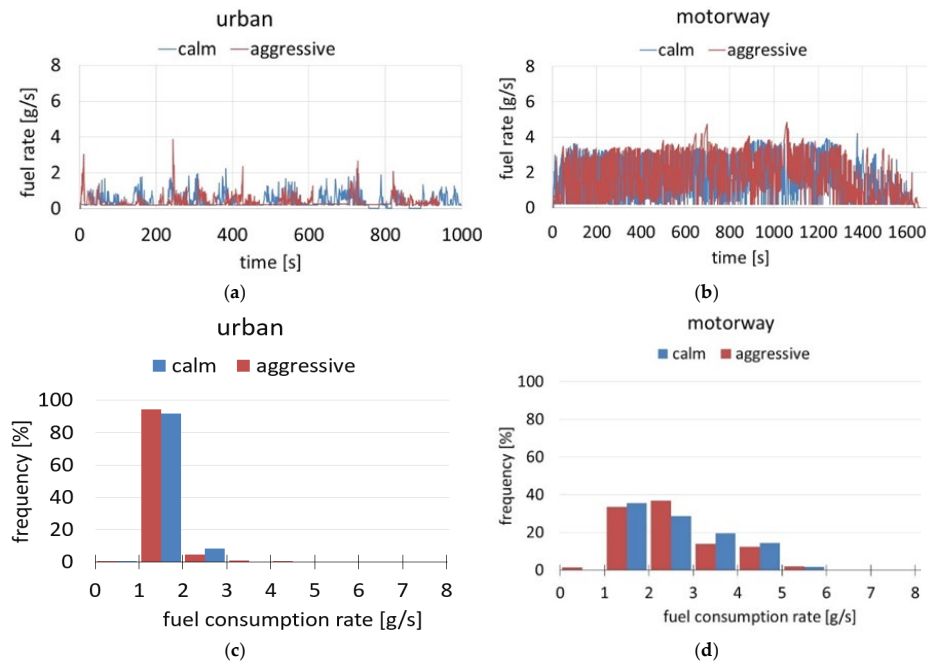 urban
calm aggressive
fuel rate [g/s]
8
6
4
2
0
0 200 400 600 800 1000
time [s]
(a)
motorway
calm aggressive
fuel rate [g/s]
8
6
4
2
0
0 200 400 600 800 1000 1200 1400 1600
time [s]
(b)
urban
calm aggressive
frequency [%]
100
80
60
40
20
0
0 1 2 3 4 5 6 7 8
fuel consumption rate [g/s]
(c)
motorway
calm aggressive
frequency [%]
100
80
60
40
20
0
0 1 2 3 4 5 6 7 8
fuel consumption rate [g/s]
(d)